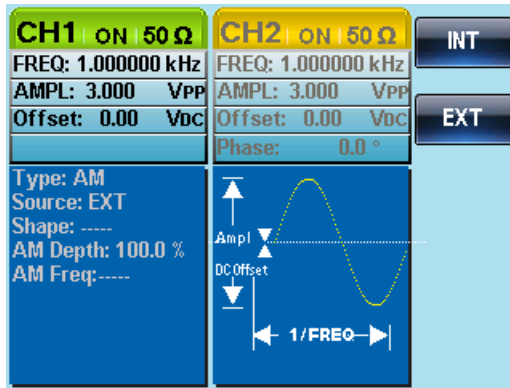 CH1 ON 50 Ω
FREQ: 1.000000 kHz
AMPL: 3.000 VPP
Offset: 0.00 VDC
CH2 ON 50 Ω
FREQ: 1.000000 kHz
AMPL: 3.000 VPP
Offset: 0.00 VDC
Phase: 0.0 °
INT
EXT
Type: AM
Source: EXT
Shape: -----
AM Depth: 100.0 %
AM Freq:-----
Ampl
DC Offset
1/FREQ